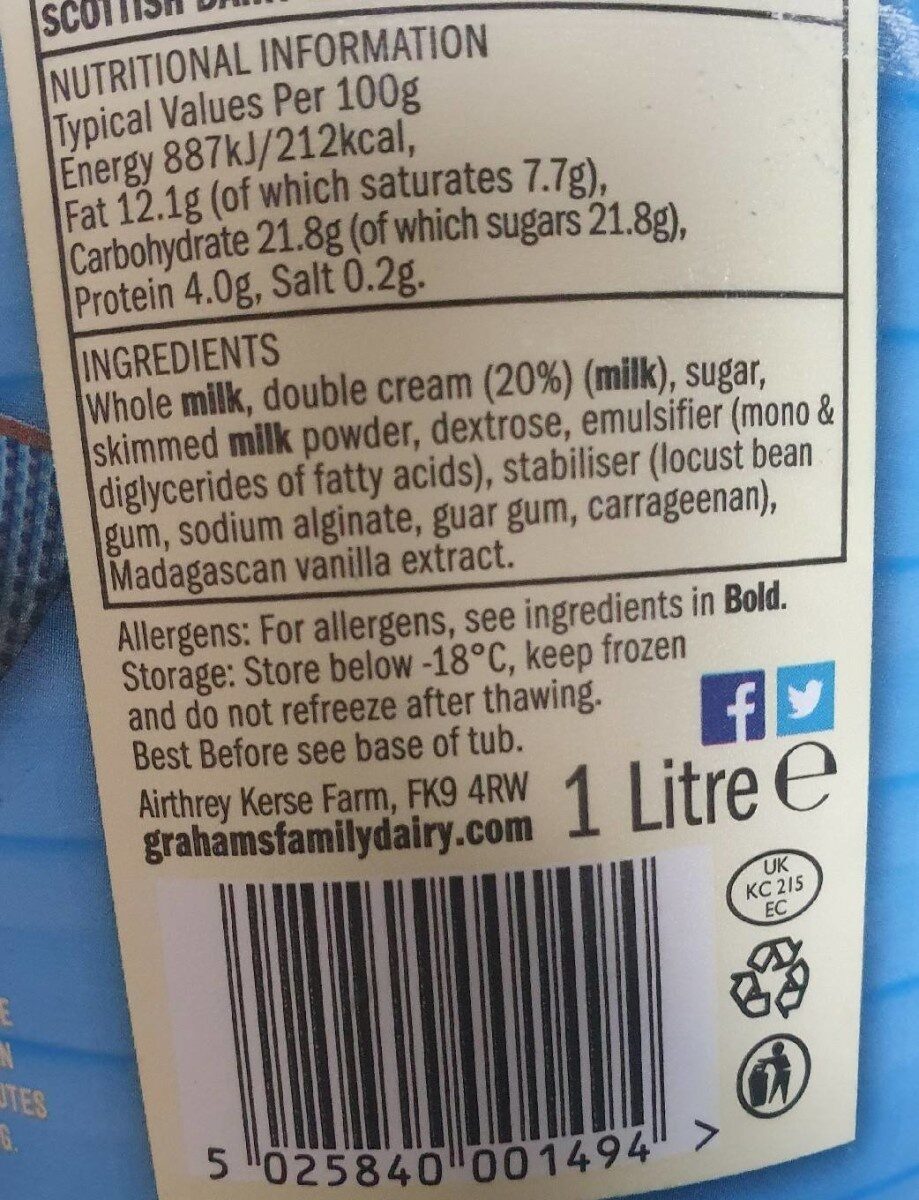 SCOTTISH
NUTRITIONAL INFORMATION
Typical Values Per 100g
Energy 887kJ/212kcal,
Fat 12.1g (of which saturates 7.7g),
Carbohydrate 21.8g (of which sugars 21.8g),
Protein 4.0g, Salt 0.2g.
INGREDIENTS
Whole milk, double cream (20%) (milk), sugar,
skimmed milk powder, dextrose, emulsifier (mono &
diglycerides of fatty acids), stabiliser (locust bean
gum, sodium alginate, guar gum, carrageenan),
Madagascan vanilla extract.
Allergens: For allergens, see ingredients in Bold.
Storage: Store below -18°C, keep frozen
and do not refreeze after thawing.
Best Before see base of tub.
Airthrey Kerse Farm, FK9 4RW
grahamsfamilydairy.com
1 Litre e
UK
KC 215
EC
5 025840 001494 >